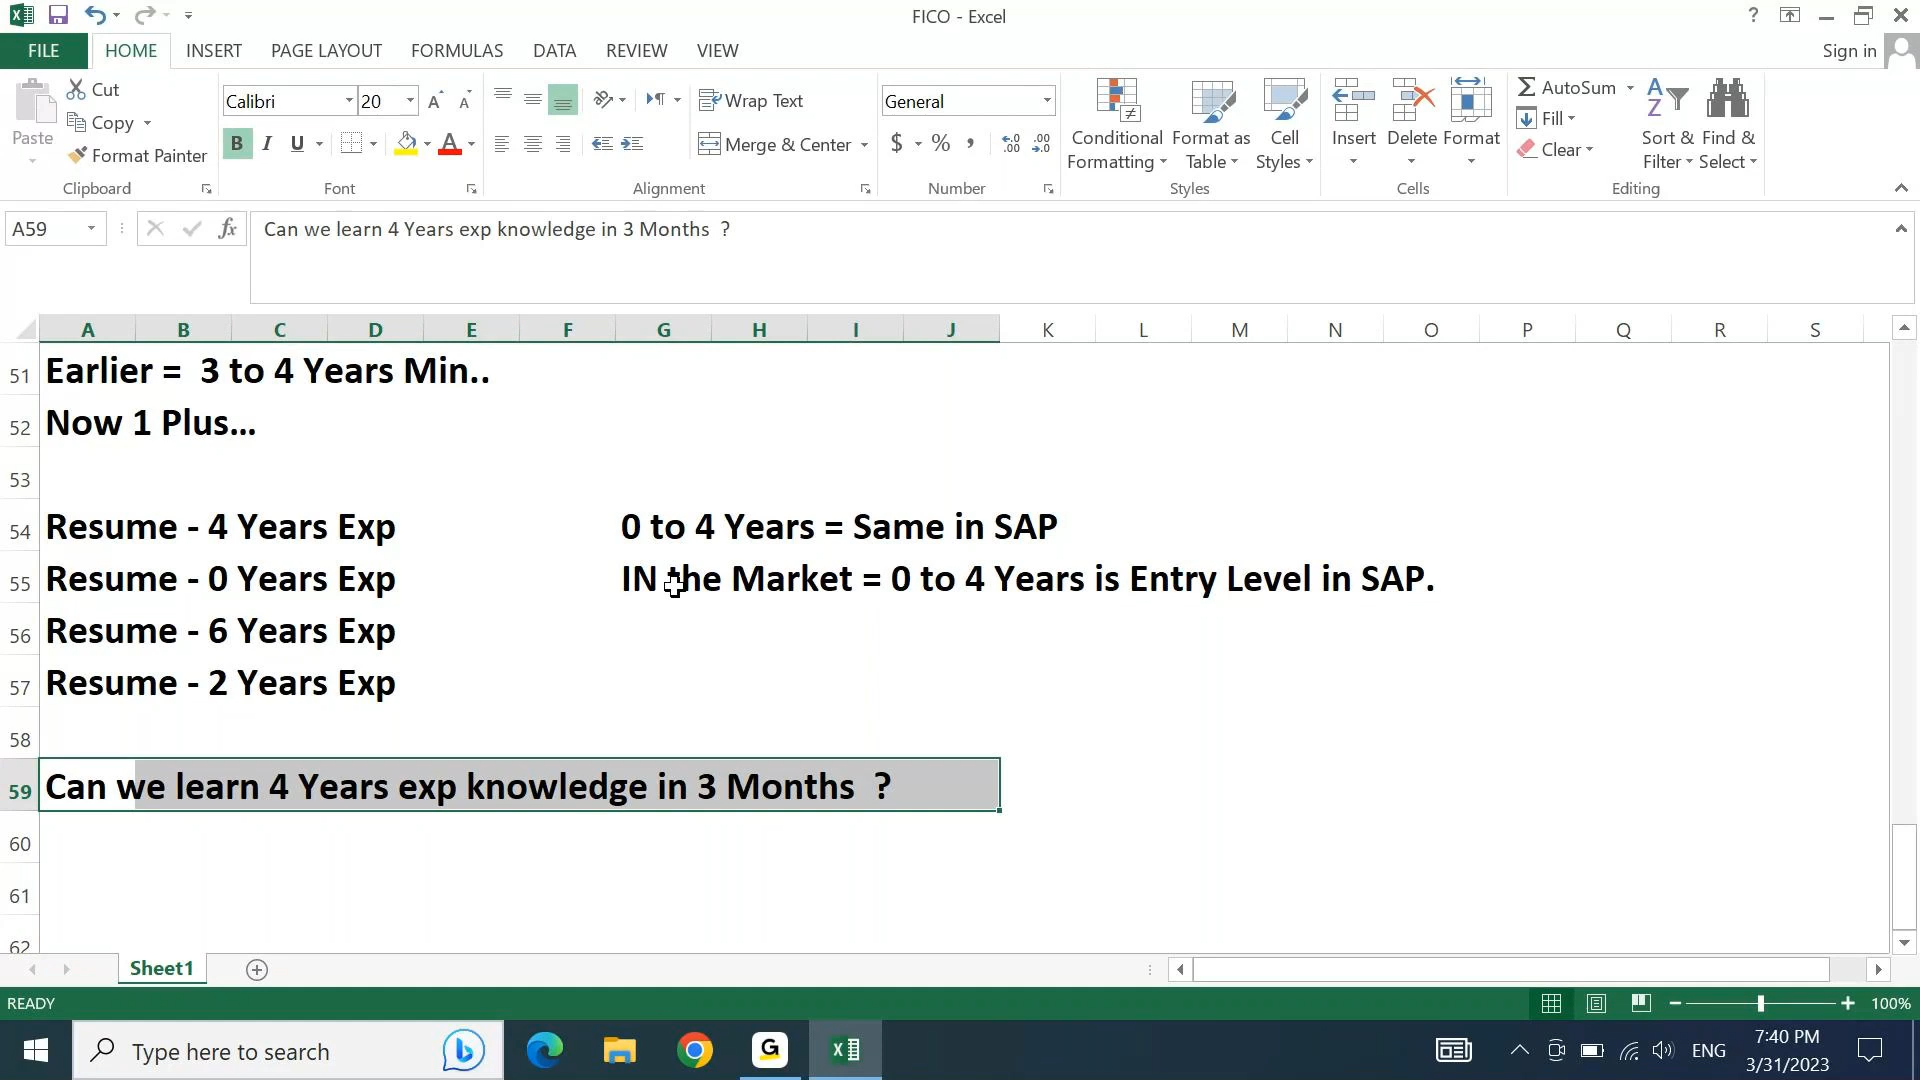 FICO - Excel
?
FILE HOME INSERT PAGE LAYOUT FORMULAS DATA REVIEW VIEW Sign in
Paste
Cut
Copy
Format Painter
Clipboard
Calibri 20
B I U
Font
Wrap Text
Merge & Center
Alignment
General
$ % ,
Number
Conditional Formatting
Format as Table
Cell Styles
Styles
Insert Delete Format
Cells
AutoSum
Fill
Clear
Sort & Filter
Find & Select
Editing
A59 fx Can we learn 4 Years exp knowledge in 3 Months  ?
A B C D E F G H I J K L M N O P Q R S
51 Earlier =  3 to 4 Years Min..
52 Now 1 Plus...
53
54 Resume - 4 Years Exp 0 to 4 Years = Same in SAP
55 Resume - 0 Years Exp IN the Market = 0 to 4 Years is Entry Level in SAP.
56 Resume - 6 Years Exp
57 Resume - 2 Years Exp
58
59 Can we learn 4 Years exp knowledge in 3 Months  ?
60
61
62
Sheet1
READY 100%
Type here to search
ENG
7:40 PM
3/31/2023